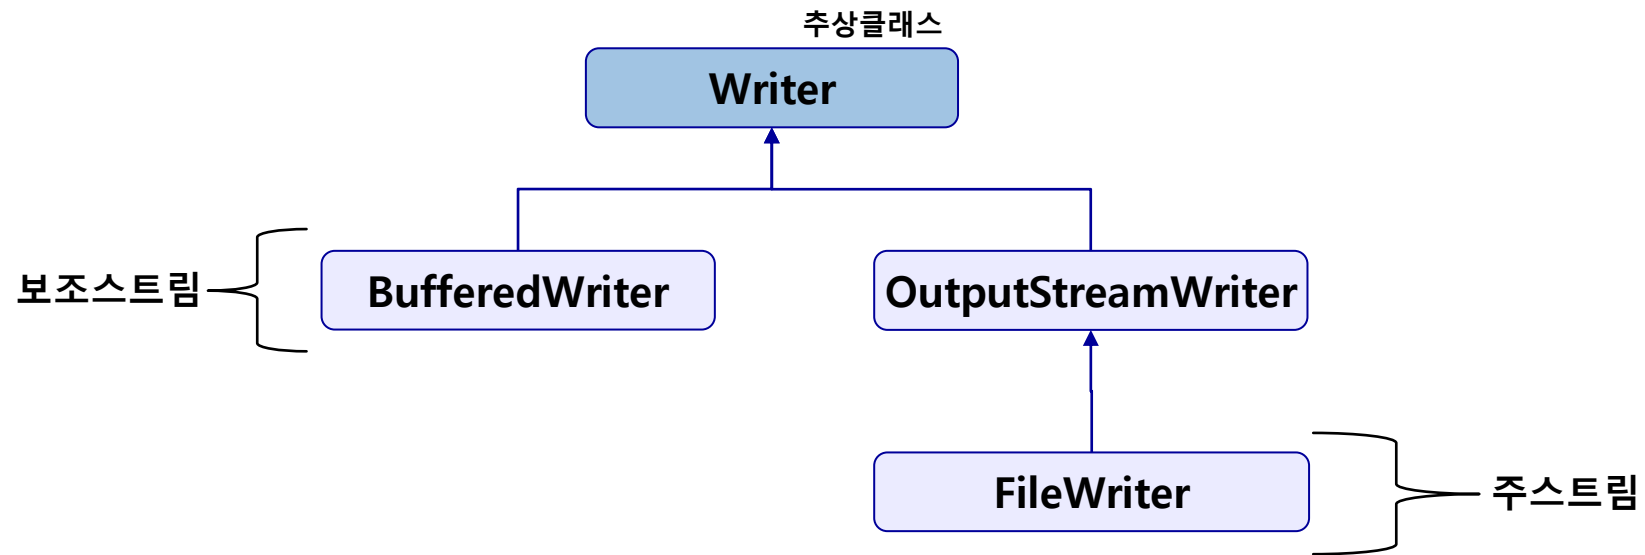 추상클래스
Writer
보조스트림
BufferedWriter
OutputStreamWriter
FileWriter
주스트림